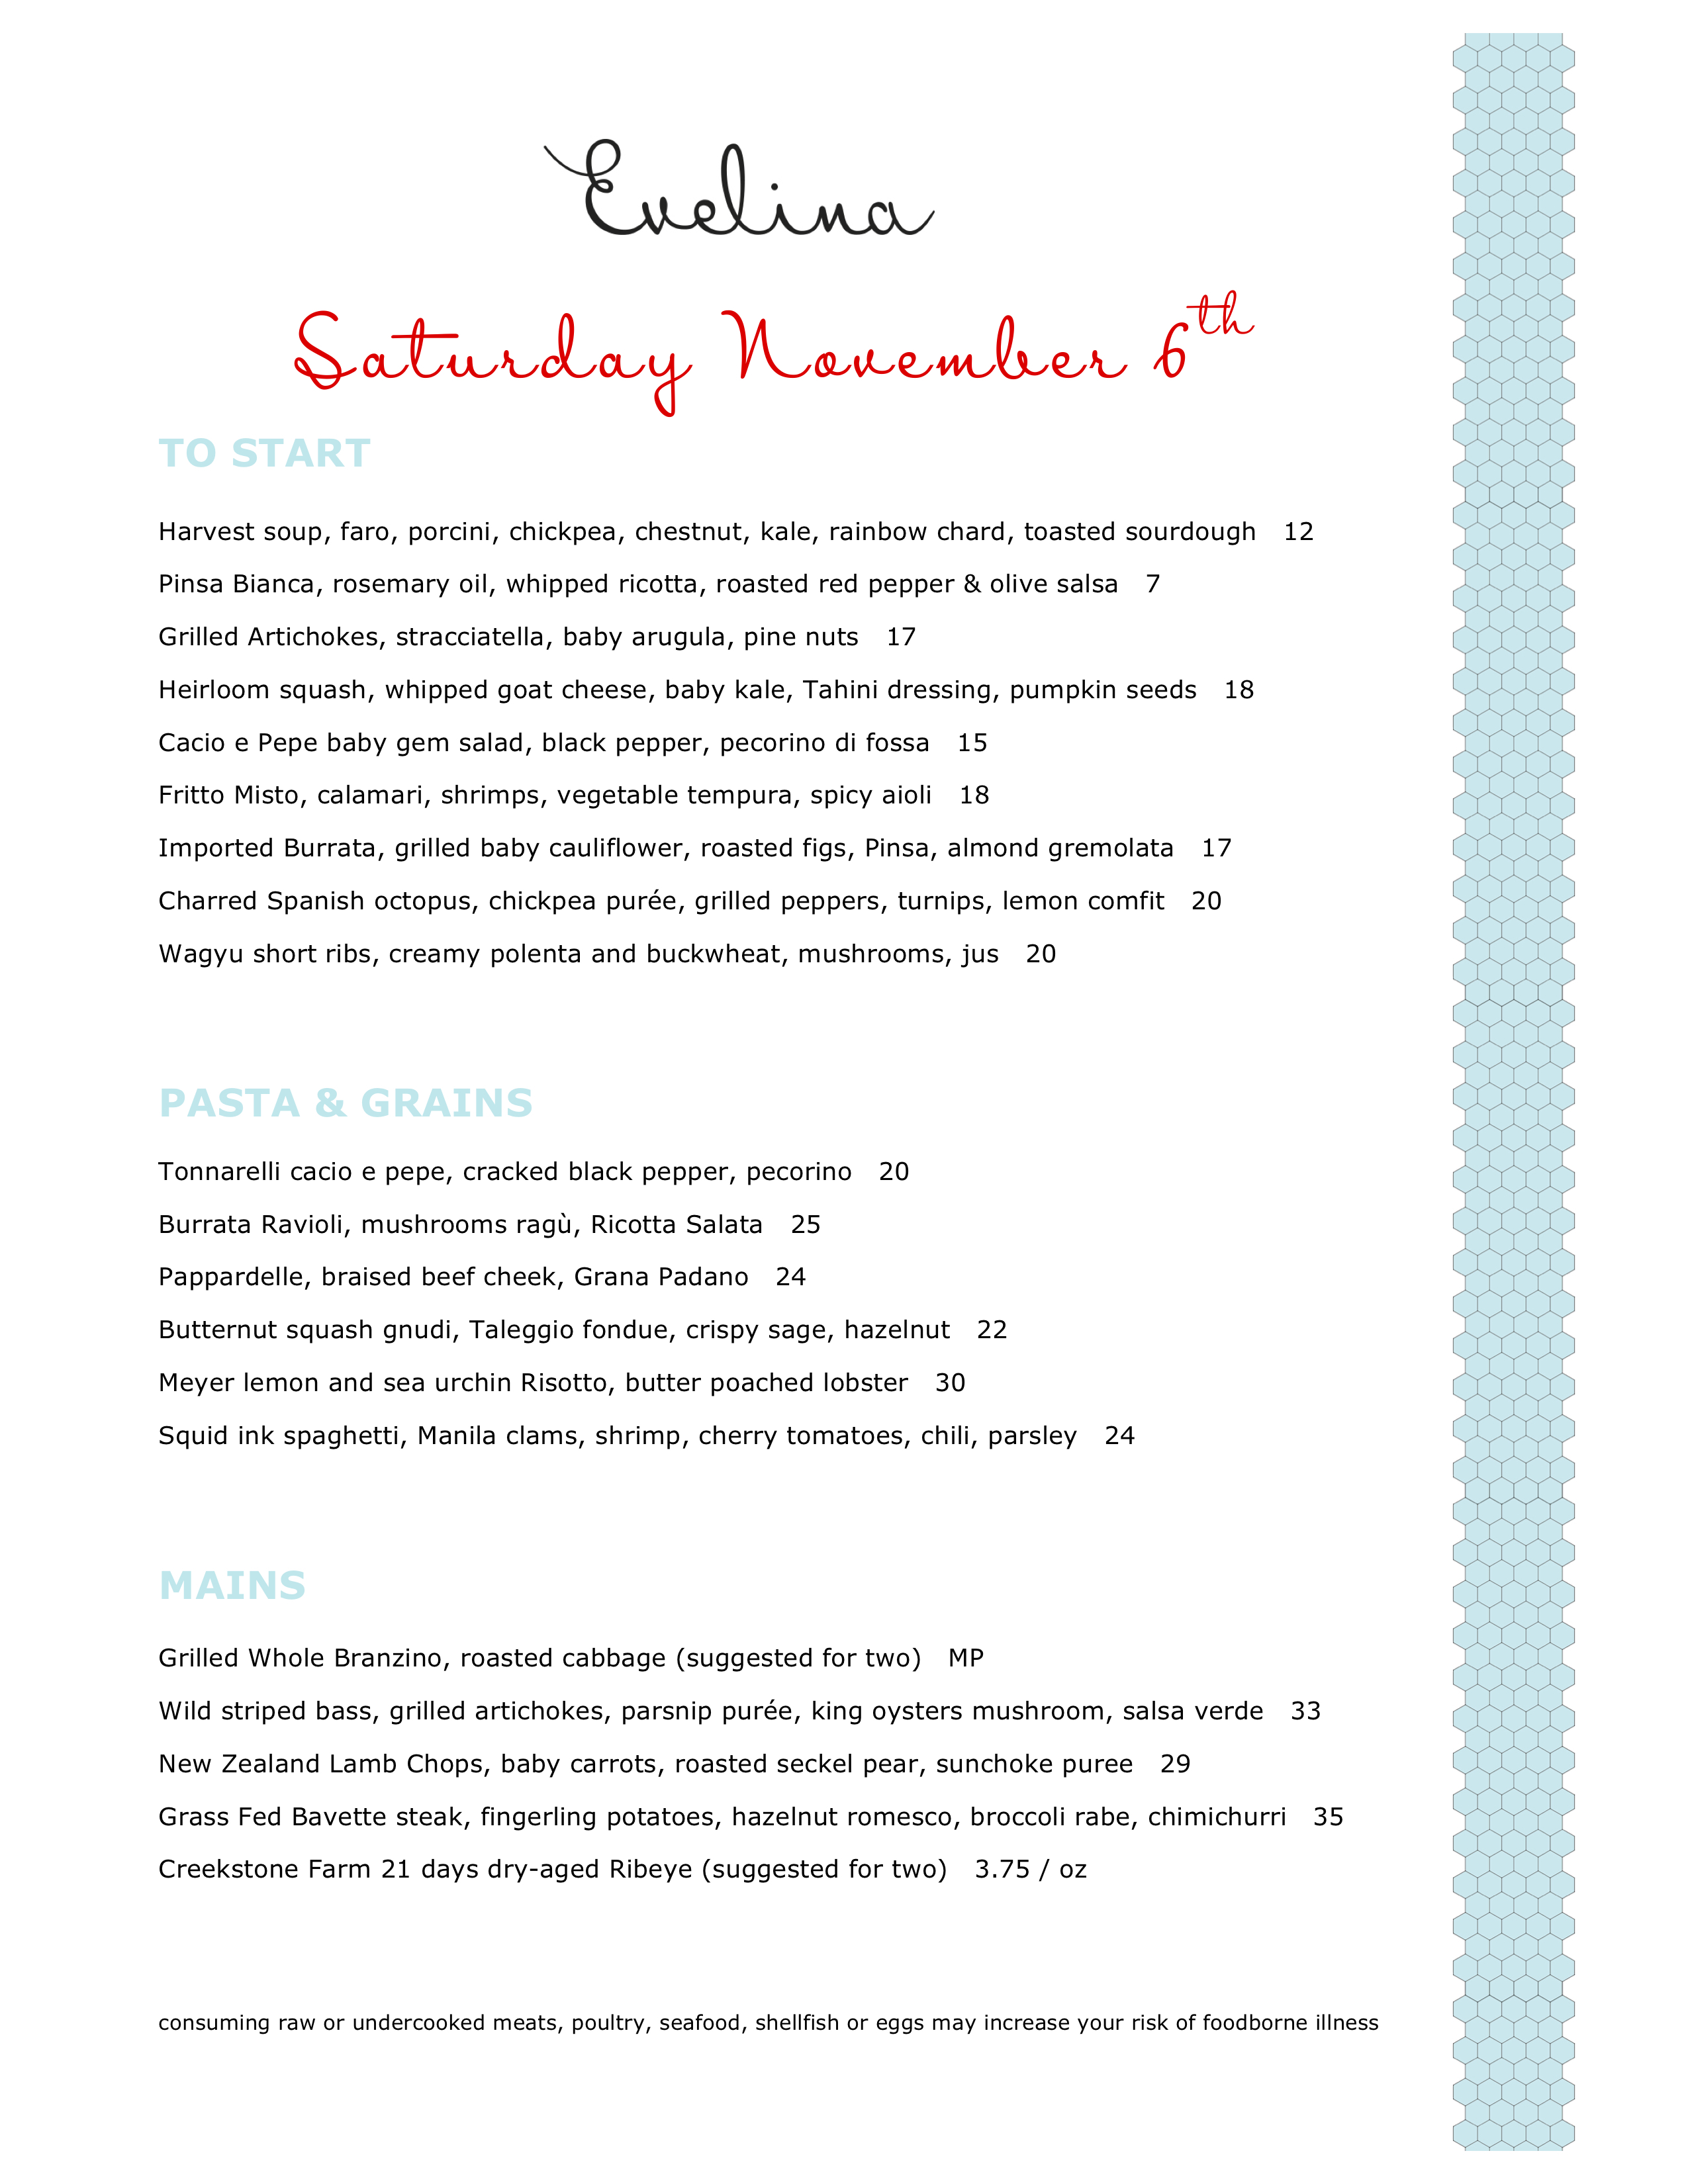 Evelina
Saturday November 6th
TO START
Harvest soup, faro, porcini, chickpea, chestnut, kale, rainbow chard, toasted sourdough 12
Pinsa Bianca, rosemary oil, whipped ricotta, roasted red pepper & olive salsa 7
Grilled Artichokes, stracciatella, baby arugula, pine nuts 17
Heirloom squash, whipped goat cheese, baby kale, Tahini dressing, pumpkin seeds 18
Cacio e Pepe baby gem salad, black pepper, pecorino di fossa 15
Fritto Misto, calamari, shrimps, vegetable tempura, spicy aioli 18
Imported Burrata, grilled baby cauliflower, roasted figs, Pinsa, almond gremolata 17
Charred Spanish octopus, chickpea purée, grilled peppers, turnips, lemon comfit 20
Wagyu short ribs, creamy polenta and buckwheat, mushrooms, jus 20
PASTA & GRAINS
Tonnarelli cacio e pepe, cracked black pepper, pecorino 20
Burrata Ravioli, mushrooms ragù, Ricotta Salata 25
Pappardelle, braised beef cheek, Grana Padano 24
Butternut squash gnudi, Taleggio fondue, crispy sage, hazelnut 22
Meyer lemon and sea urchin Risotto, butter poached lobster 30
Squid ink spaghetti, Manila clams, shrimp, cherry tomatoes, chili, parsley 24
MAINS
Grilled Whole Branzino, roasted cabbage (suggested for two) MP
Wild striped bass, grilled artichokes, parsnip purée, king oysters mushroom, salsa verde 33
New Zealand Lamb Chops, baby carrots, roasted seckel pear, sunchoke puree 29
Grass Fed Bavette steak, fingerling potatoes, hazelnut romesco, broccoli rabe, chimichurri 35
Creekstone Farm 21 days dry-aged Ribeye (suggested for two) 3.75 / oz
consuming raw or undercooked meats, poultry, seafood, shellfish or eggs may increase your risk of foodborne illness